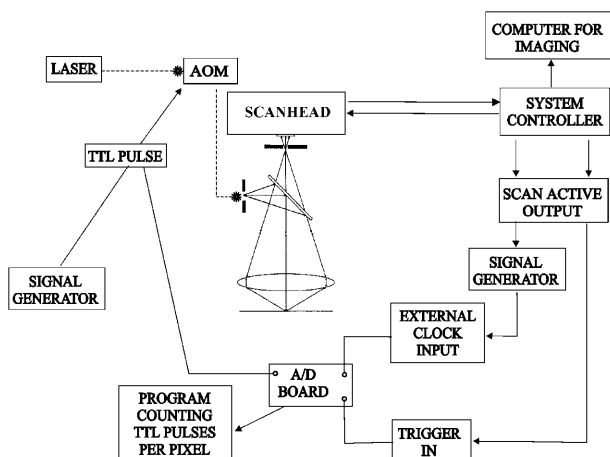 COMPUTER FOR
IMAGING
LASER
AOM
SCANHEAD
SYSTEM
CONTROLLER
TTL PULSE
SCAN ACTIVE
OUTPUT
SIGNAL
GENERATOR
SIGNAL
GENERATOR
EXTERNAL
CLOCK
INPUT
A/D
BOARD
PROGRAM
COUNTING
TTL PULSES
PER PIXEL
TRIGGER
IN